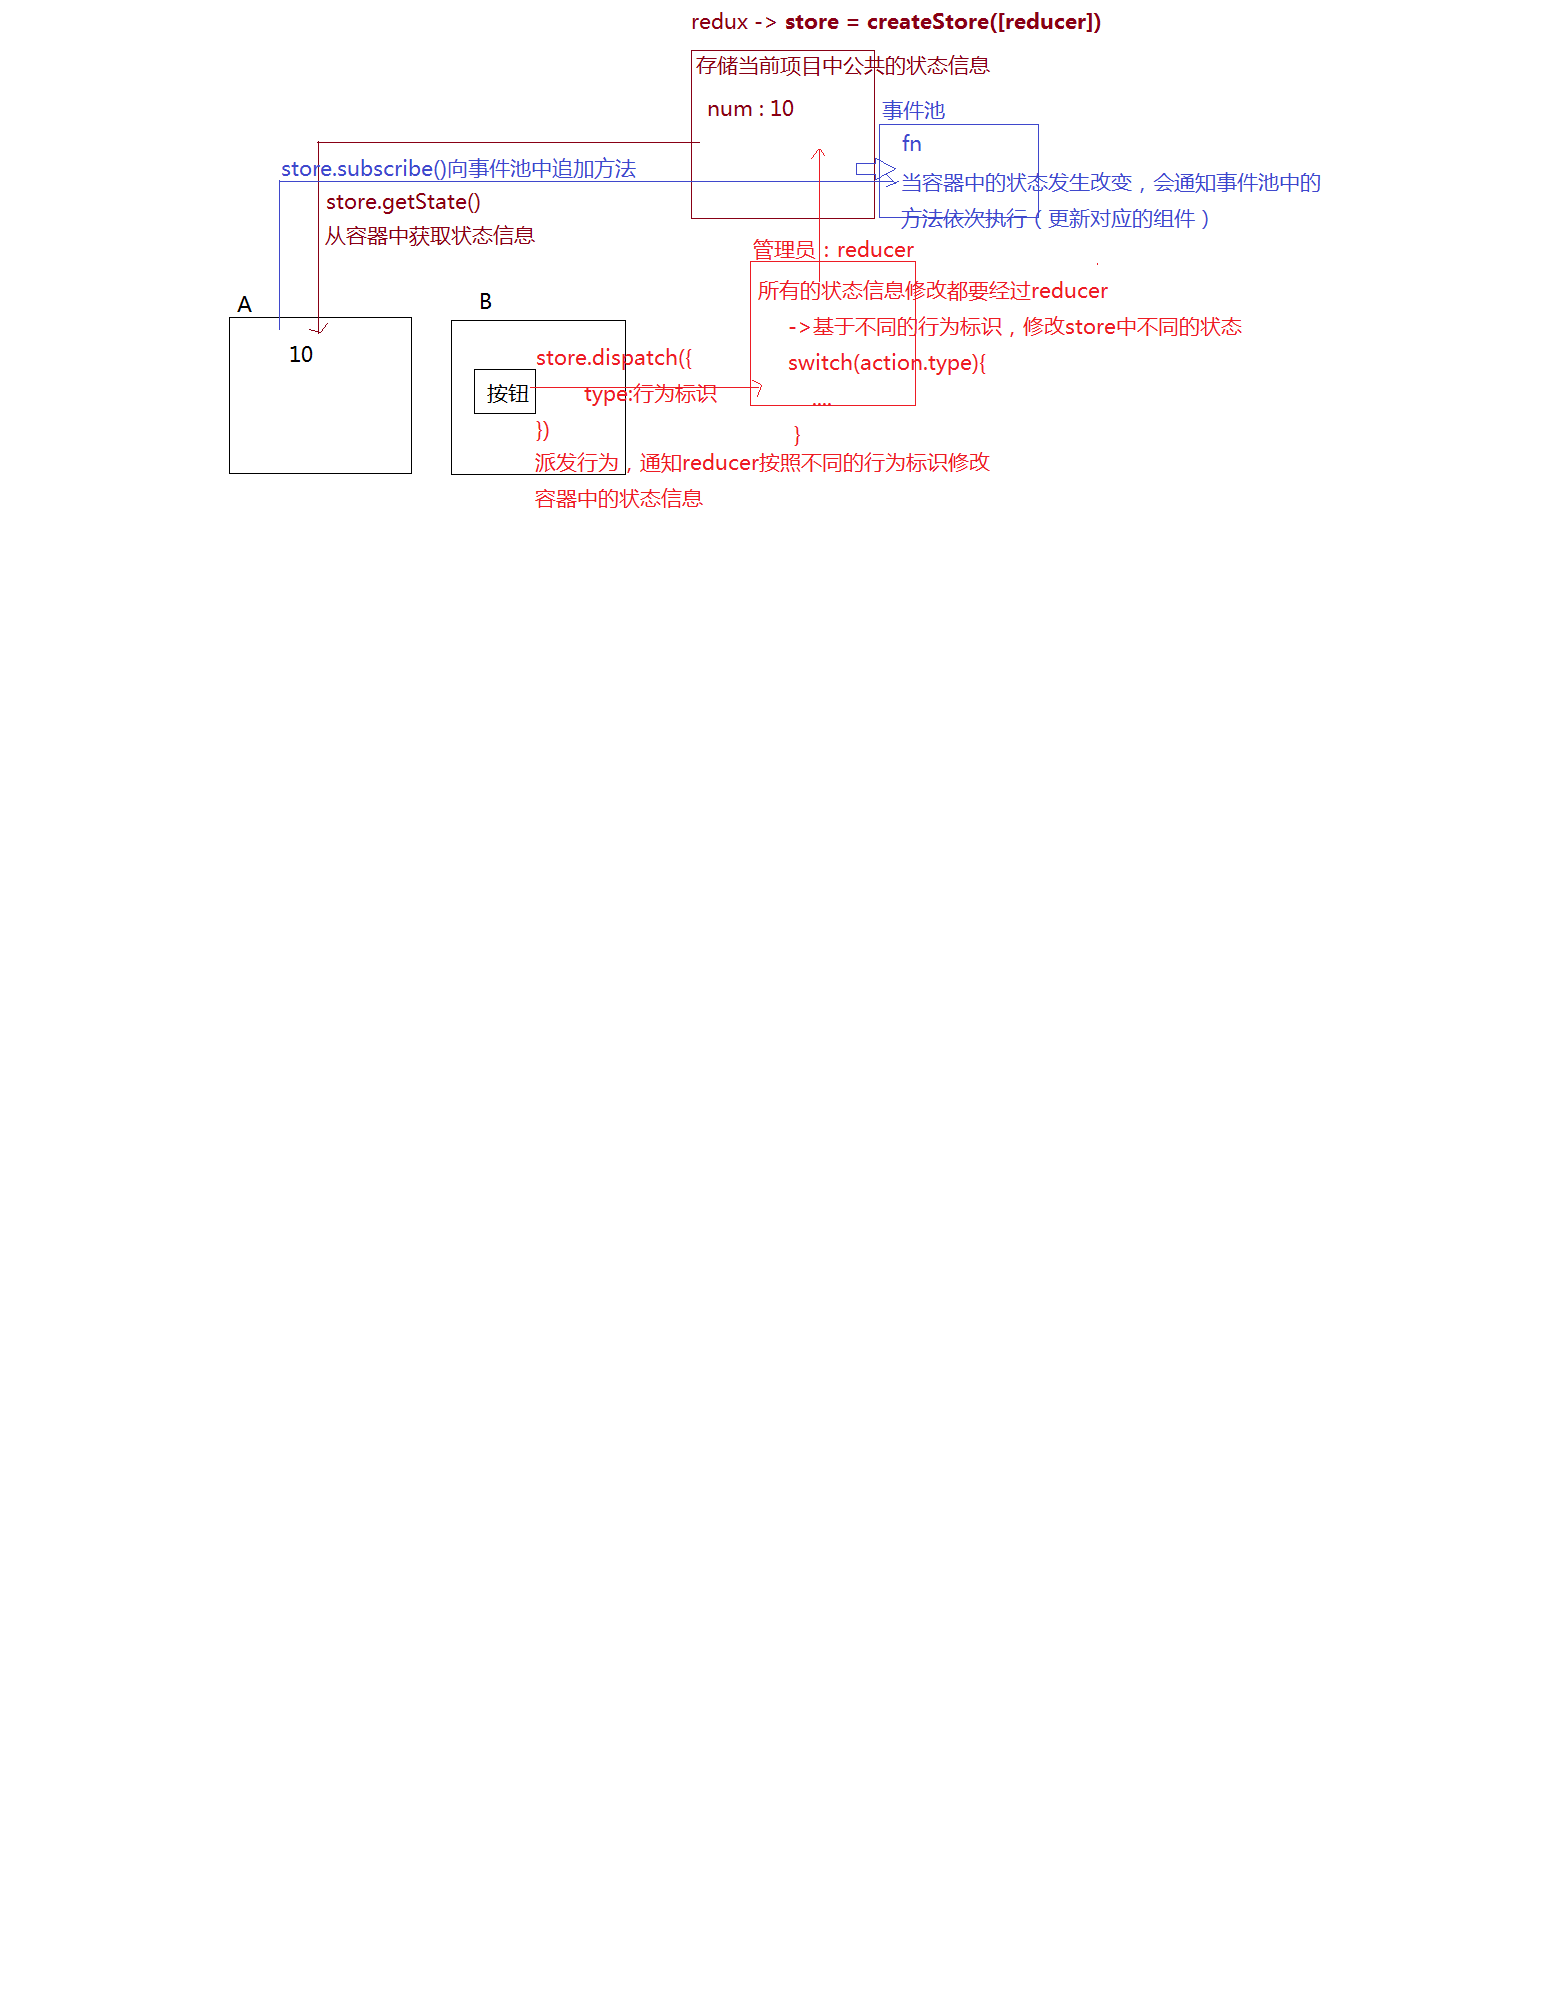 redux -> store = createStore([reducer])
存储当前项目中公共的状态信息
num : 10
事件池
fn
当容器中的状态发生改变，会通知事件池中的
方法依次执行（更新对应的组件）
store.subscribe()向事件池中追加方法
store.getState()
从容器中获取状态信息
管理员：reducer
所有的状态信息修改都要经过reducer
->基于不同的行为标识，修改store中不同的状态
switch(action.type){
....
}
A
10
B
按钮
store.dispatch({
type:行为标识
})
派发行为，通知reducer按照不同的行为标识修改
容器中的状态信息